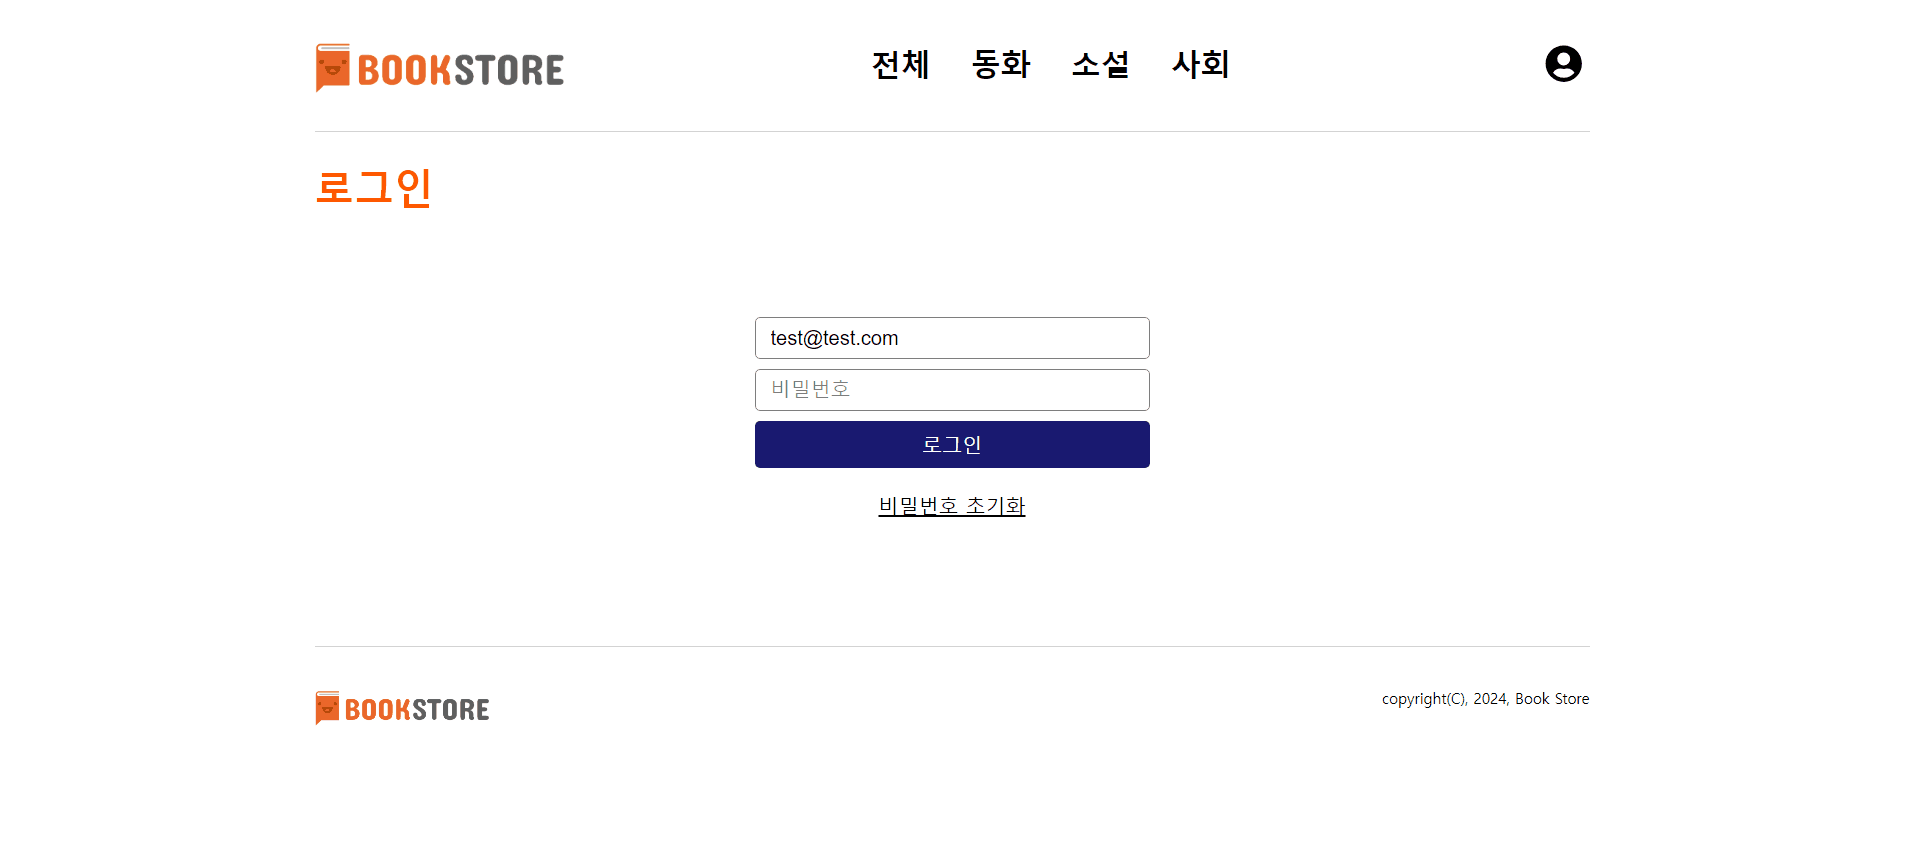 BOOKSTORE
전체 동화 소설 사회
로그인
test@test.com
비밀번호
로그인
비밀번호 초기화
BOOKSTORE
copyright(C), 2024, Book Store